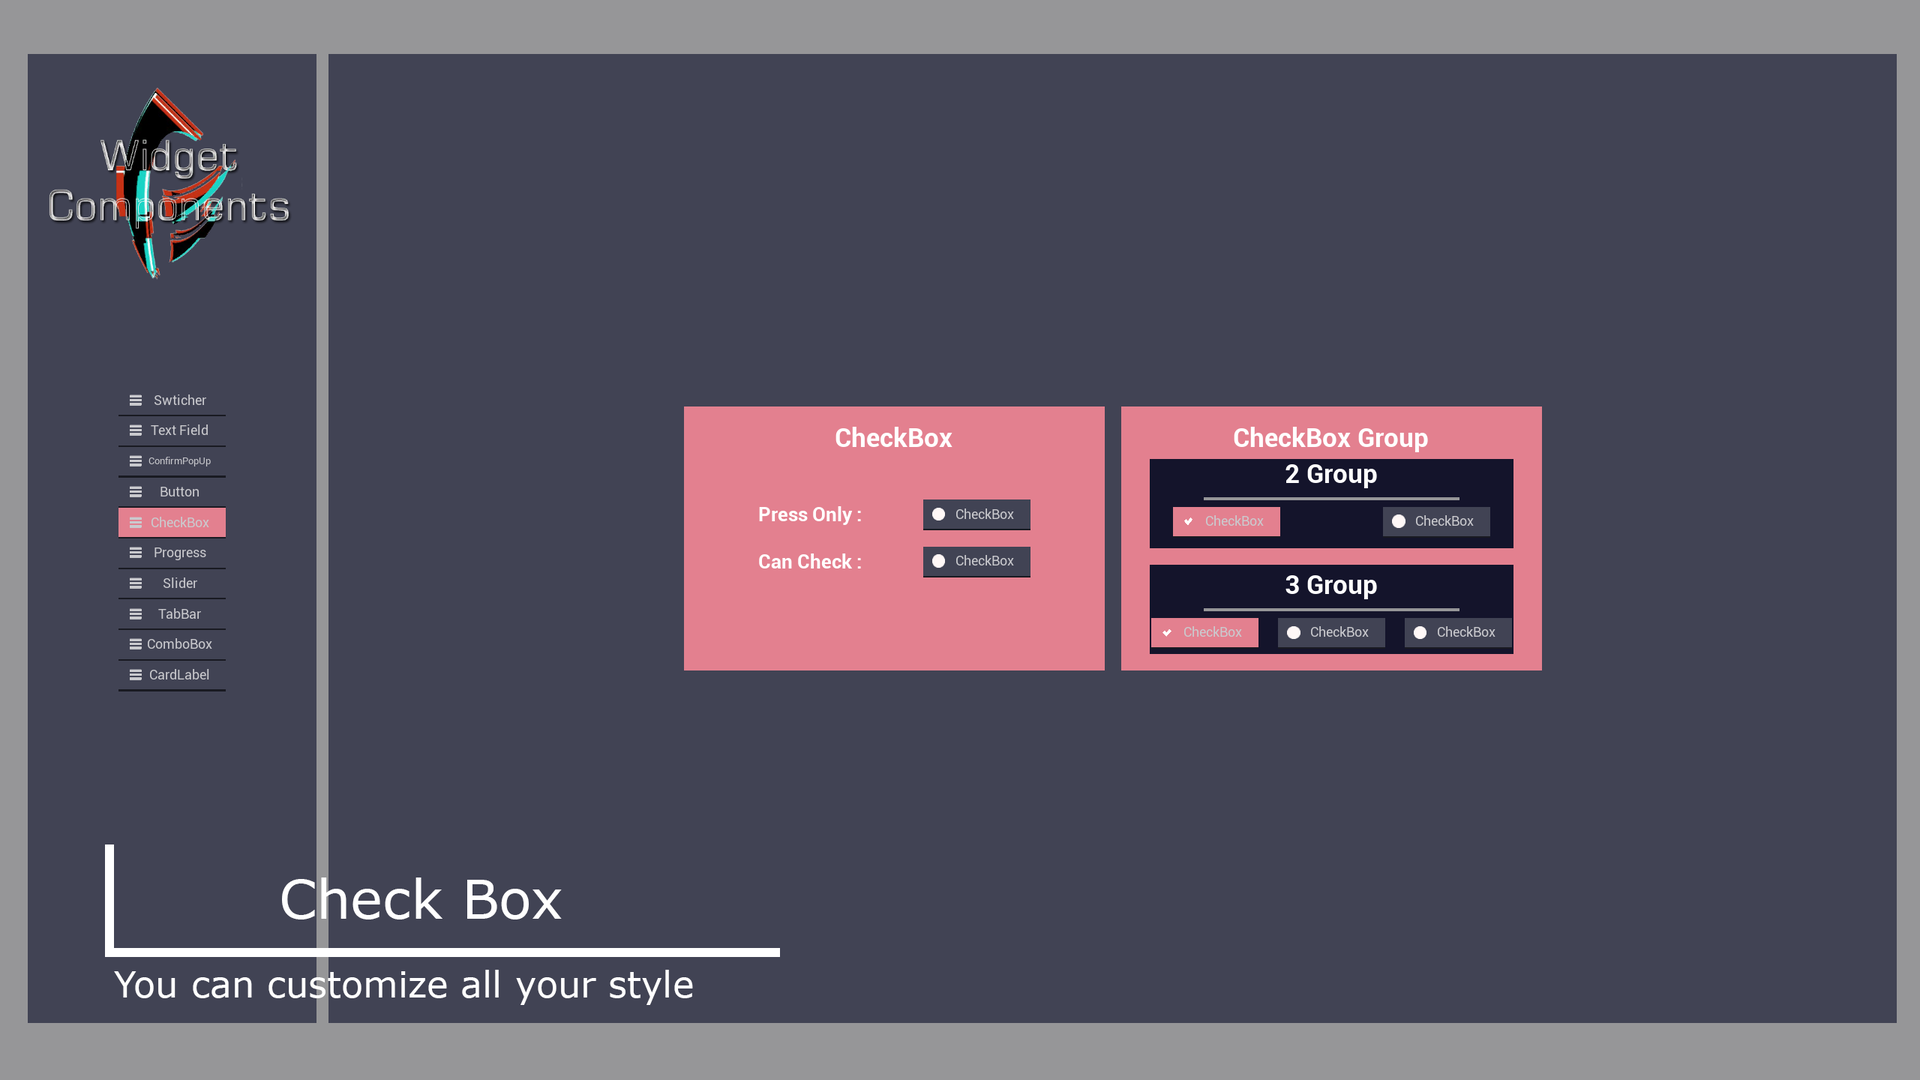 Widget
Components
Swticher
Text Field
ConfirmPopUp
Button
CheckBox
Progress
Slider
TabBar
ComboBox
CardLabel
CheckBox
Press Only : CheckBox
Can Check : CheckBox
CheckBox Group
2 Group
CheckBox CheckBox
3 Group
CheckBox CheckBox CheckBox
Check Box
You can customize all your style